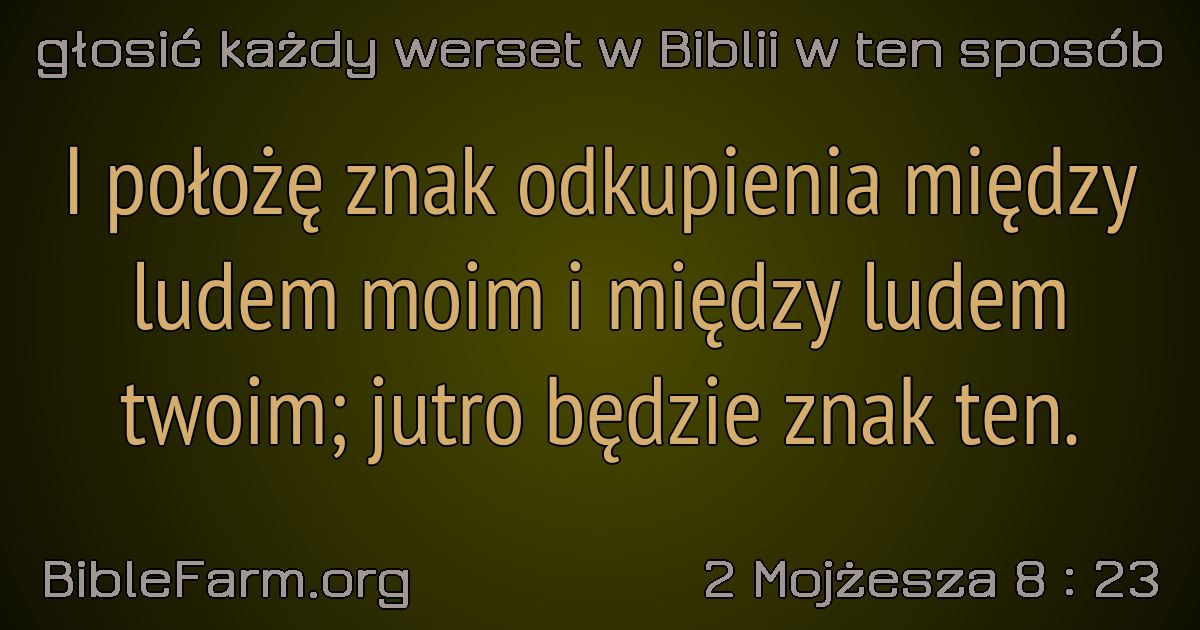 głosić każdy werset w Biblii w ten sposób
I położę znak odkupienia między
ludem moim i między ludem
twoim; jutro będzie znak ten.
BibleFarm.org
2 Mojżesza 8 : 23